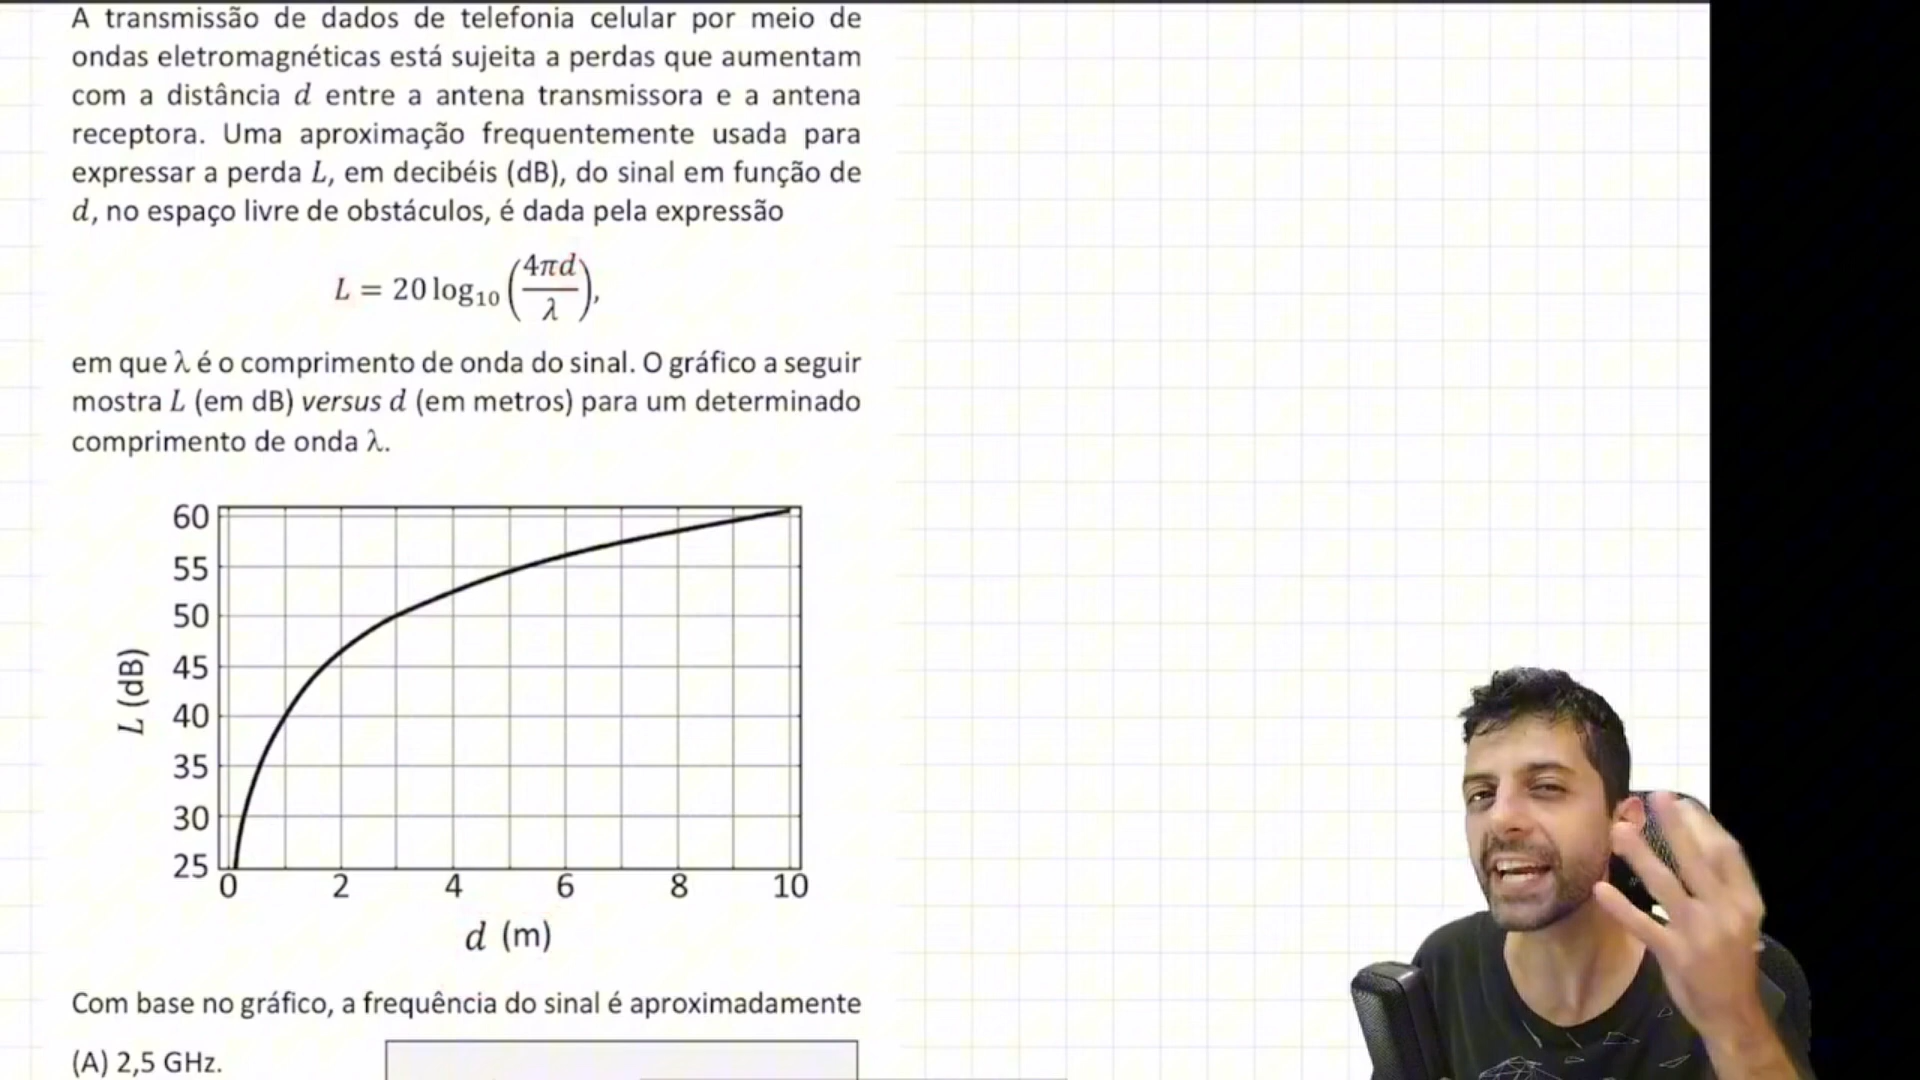 A transmissão de dados de telefonia celular por meio de
ondas eletromagnéticas está sujeita a perdas que aumentam
com a distância d entre a antena transmissora e a antena
receptora. Uma aproximação frequentemente usada para
expressar a perda L, em decibéis (dB), do sinal em função de
d, no espaço livre de obstáculos, é dada pela expressão
L = 20 log₁₀ (4πd/λ),
em que λ é o comprimento de onda do sinal. O gráfico a seguir
mostra L (em dB) versus d (em metros) para um determinado
comprimento de onda λ.
60
55
50
45
40
35
30
25
L (dB)
0 2 4 6 8 10
d (m)
Com base no gráfico, a frequência do sinal é aproximadamente
(A) 2,5 GHz.